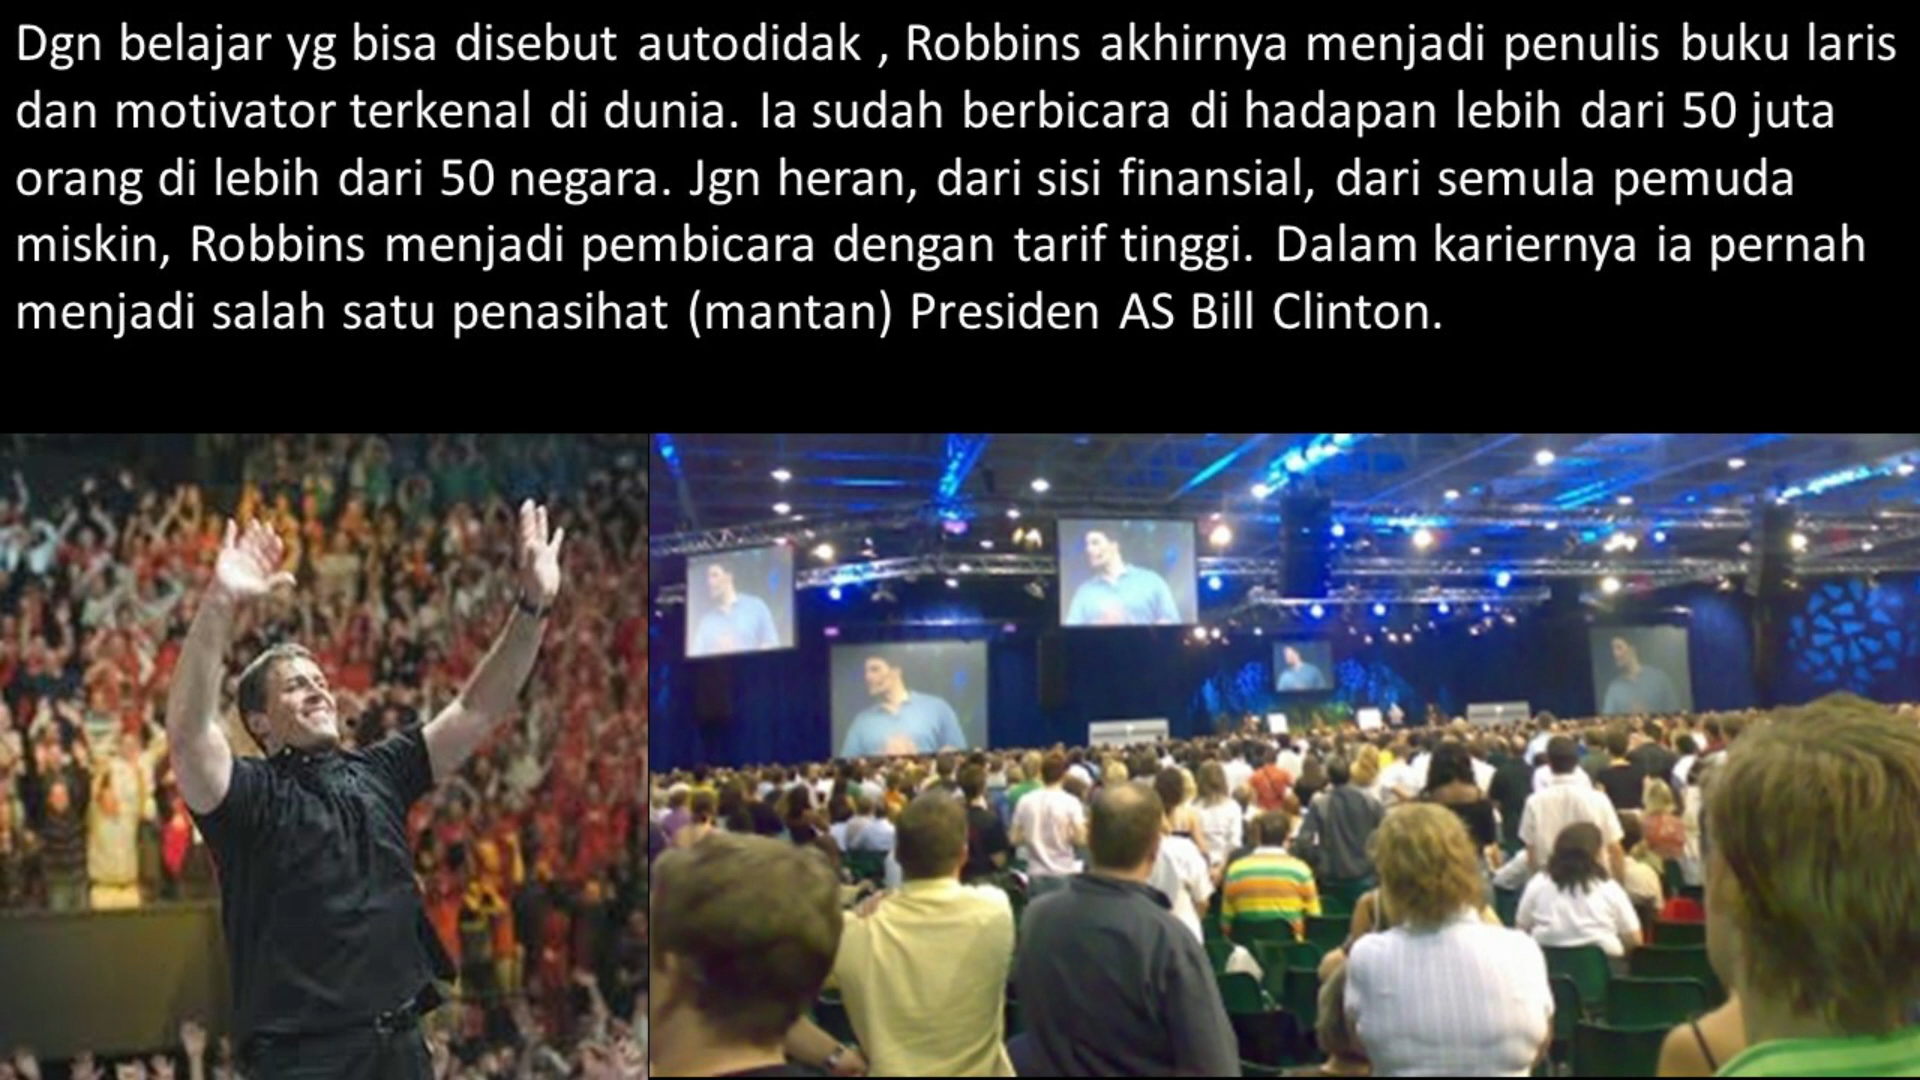 Dgn belajar yg bisa disebut autodidak , Robbins akhirnya menjadi penulis buku laris
dan motivator terkenal di dunia. Ia sudah berbicara di hadapan lebih dari 50 juta
orang di lebih dari 50 negara. Jgn heran, dari sisi finansial, dari semula pemuda
miskin, Robbins menjadi pembicara dengan tarif tinggi. Dalam kariernya ia pernah
menjadi salah satu penasihat (mantan) Presiden AS Bill Clinton.